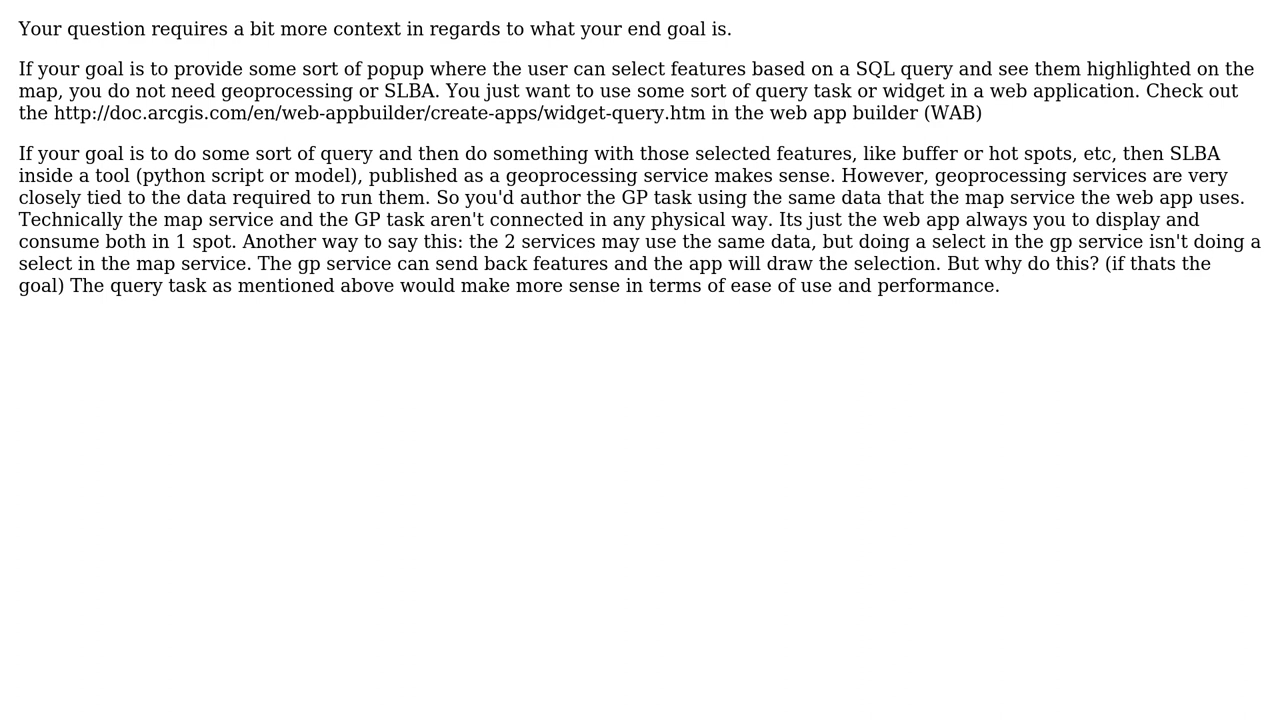 Your question requires a bit more context in regards to what your end goal is.
If your goal is to provide some sort of popup where the user can select features based on a SQL query and see them highlighted on the
map, you do not need geoprocessing or SLBA. You just want to use some sort of query task or widget in a web application. Check out
the http://doc.arcgis.com/en/web-appbuilder/create-apps/widget-query.htm in the web app builder (WAB)
If your goal is to do some sort of query and then do something with those selected features, like buffer or hot spots, etc, then SLBA
inside a tool (python script or model), published as a geoprocessing service makes sense. However, geoprocessing services are very
closely tied to the data required to run them. So you'd author the GP task using the same data that the map service the web app uses.
Technically the map service and the GP task aren't connected in any physical way. Its just the web app always you to display and
consume both in 1 spot. Another way to say this: the 2 services may use the same data, but doing a select in the gp service isn't doing a
select in the map service. The gp service can send back features and the app will draw the selection. But why do this? (if thats the
goal) The query task as mentioned above would make more sense in terms of ease of use and performance.